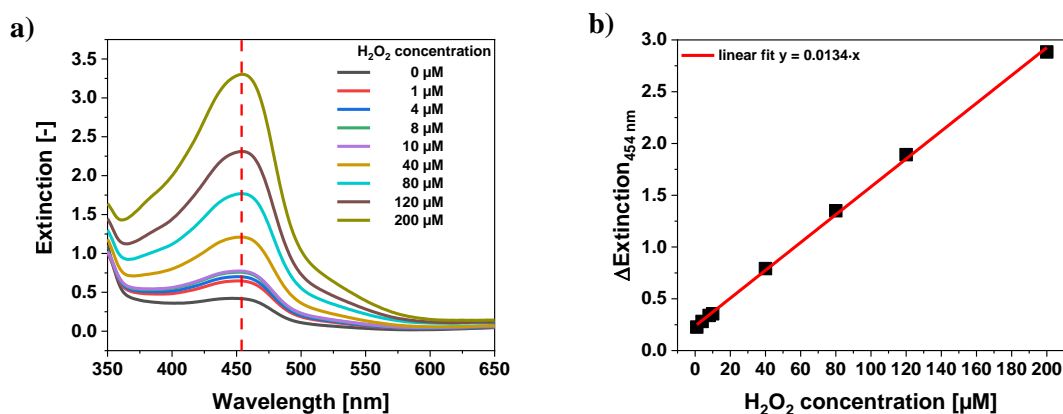 a)
H₂O₂ concentration
0 µM
1 µM
4 µM
8 µM
10 µM
40 µM
80 µM
120 µM
200 µM
3.5
3.0
2.5
2.0
1.5
1.0
0.5
0.0
Extinction [-]
350 400 450 500 550 600 650
Wavelength [nm]
b)
linear fit y = 0.0134·x
3.0
2.5
2.0
1.5
1.0
0.5
0.0
ΔExtinction₄₅₄ ₙₘ
0 20 40 60 80 100 120 140 160 180 200
H₂O₂ concentration [µM]